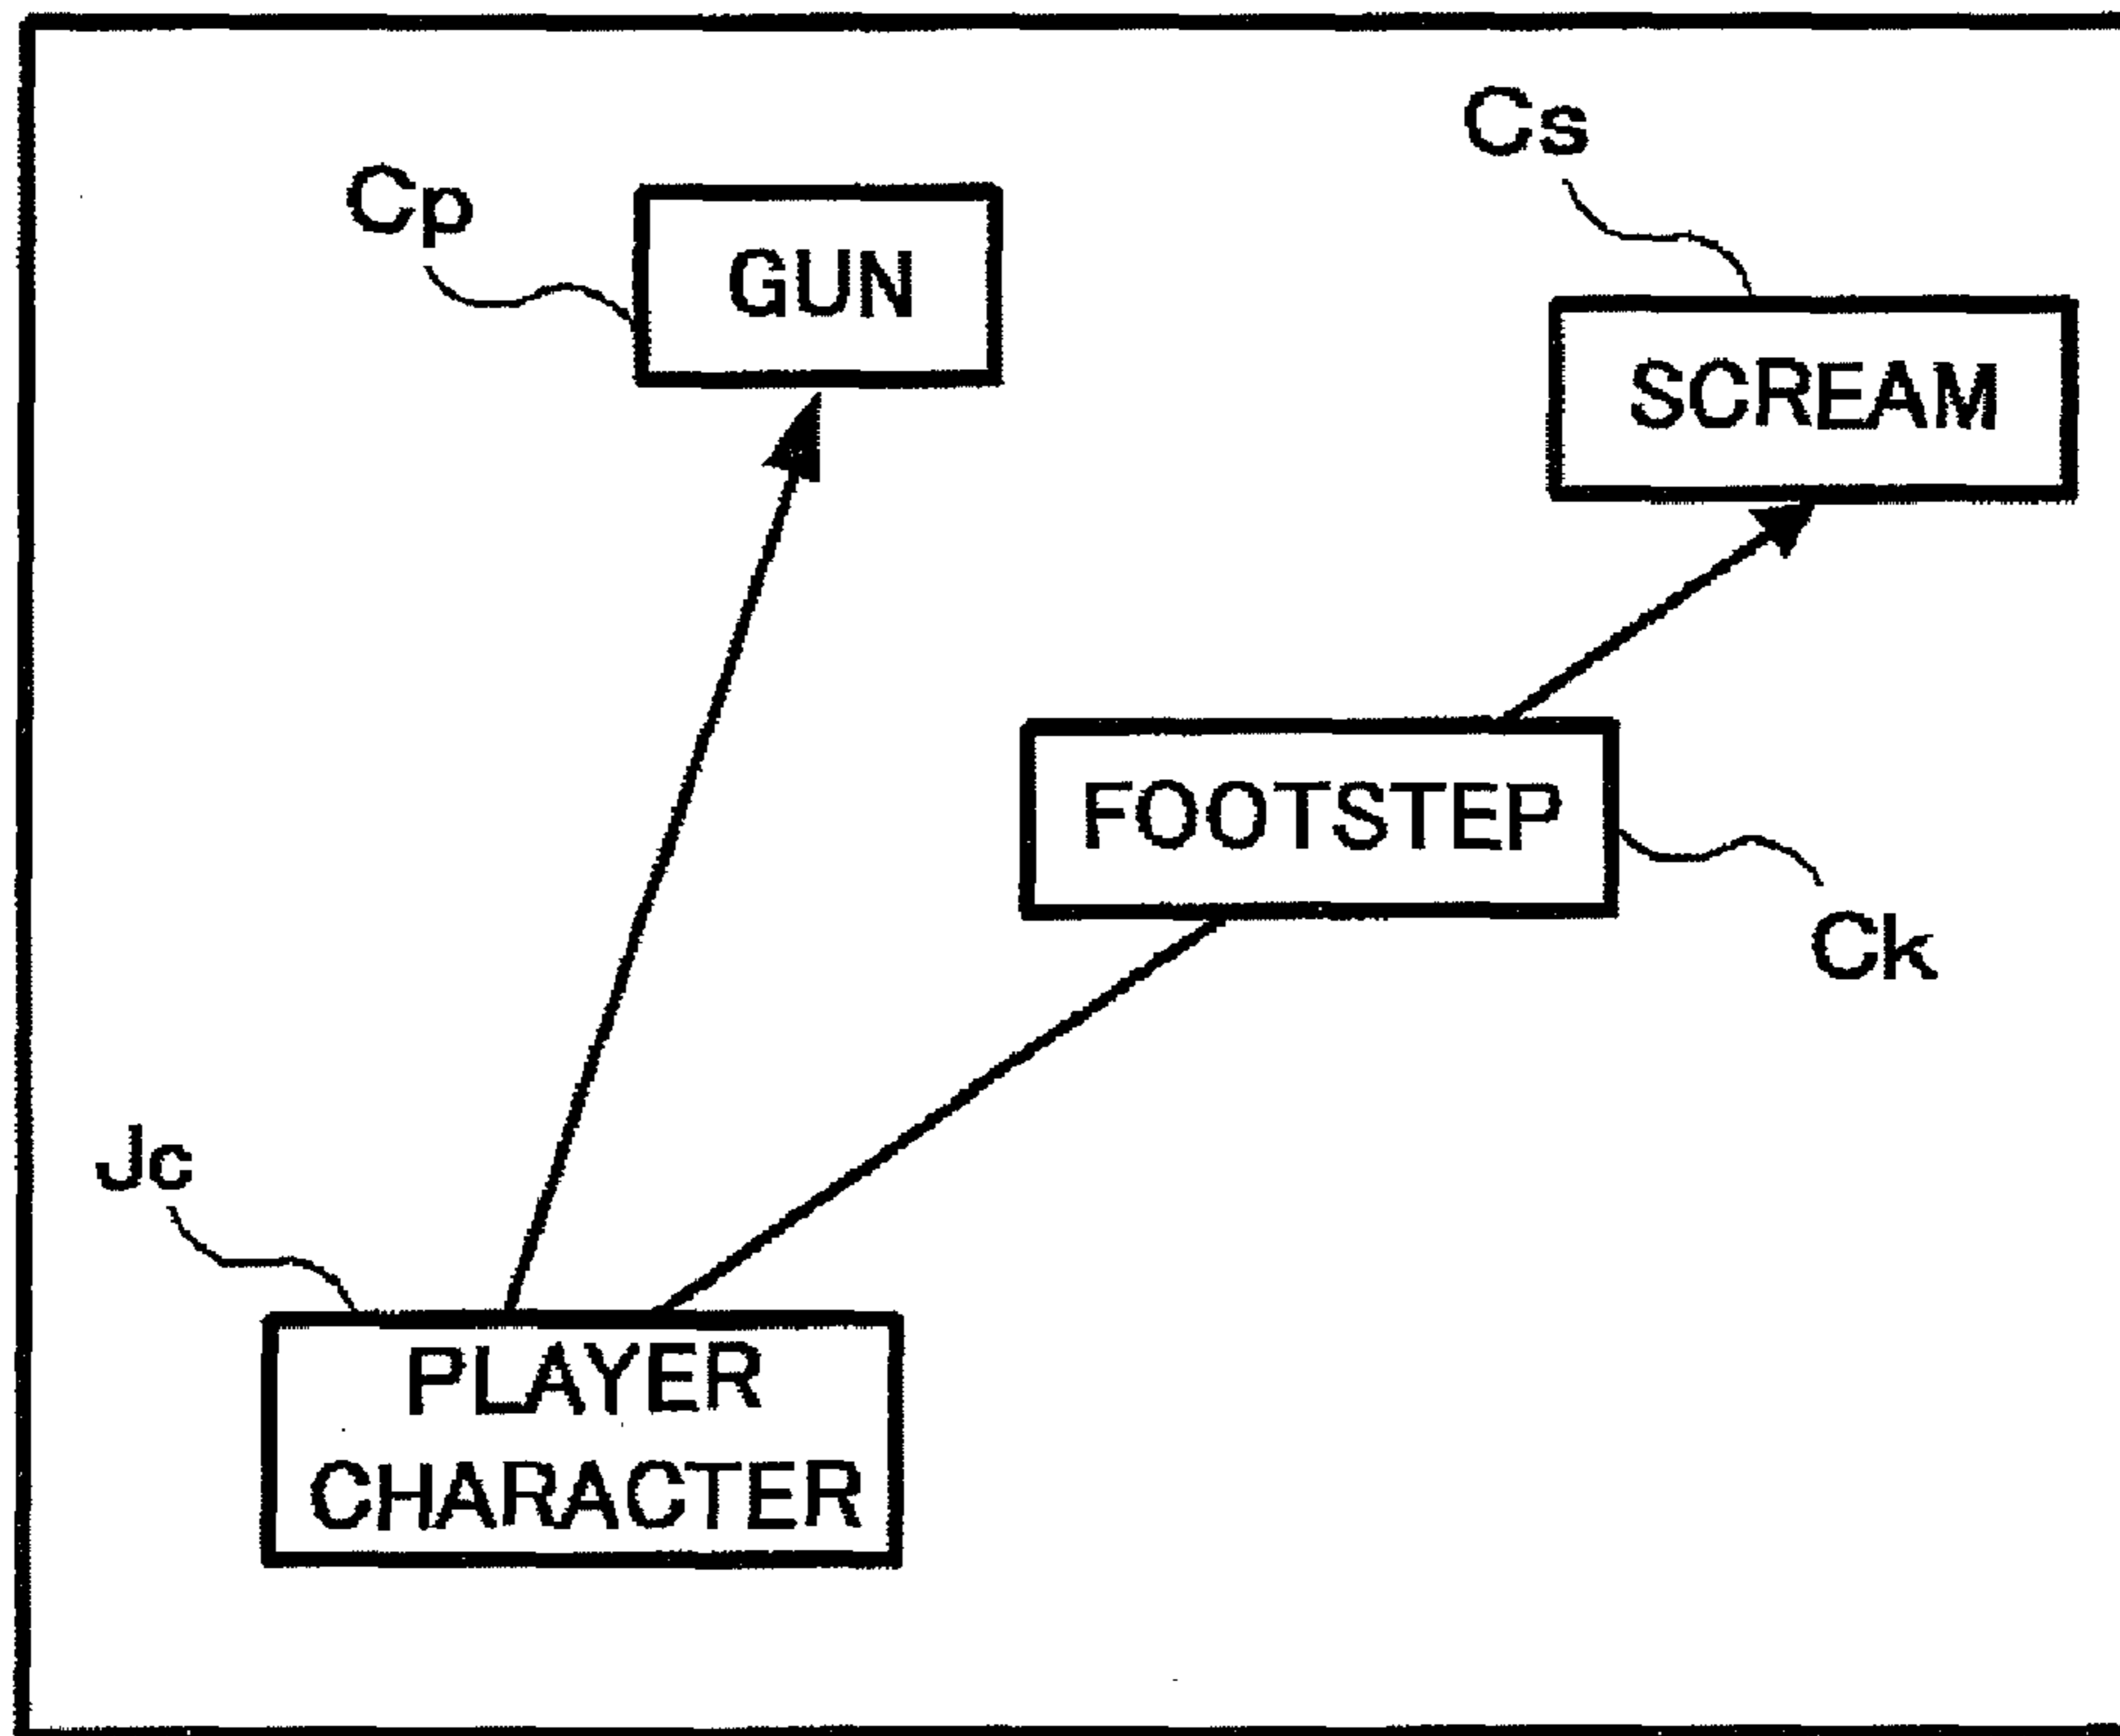 Cs
Cp
GUN
SCREAM
FOOTSTEP
Ck
Jc
PLAYER
CHARACTER